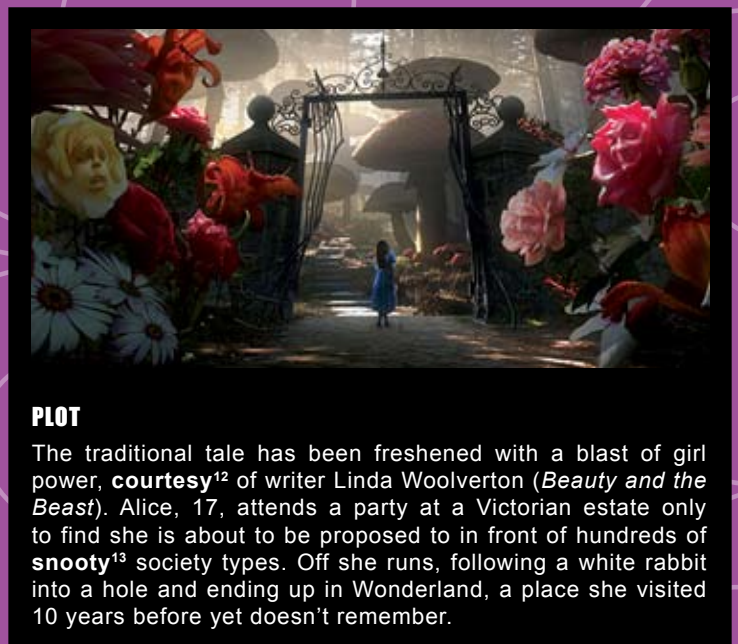 PLOT
The traditional tale has been freshened with a blast of girl
power, courtesy¹² of writer Linda Woolverton (Beauty and the
Beast). Alice, 17, attends a party at a Victorian estate only
to find she is about to be proposed to in front of hundreds of
snooty¹³ society types. Off she runs, following a white rabbit
into a hole and ending up in Wonderland, a place she visited
10 years before yet doesn't remember.